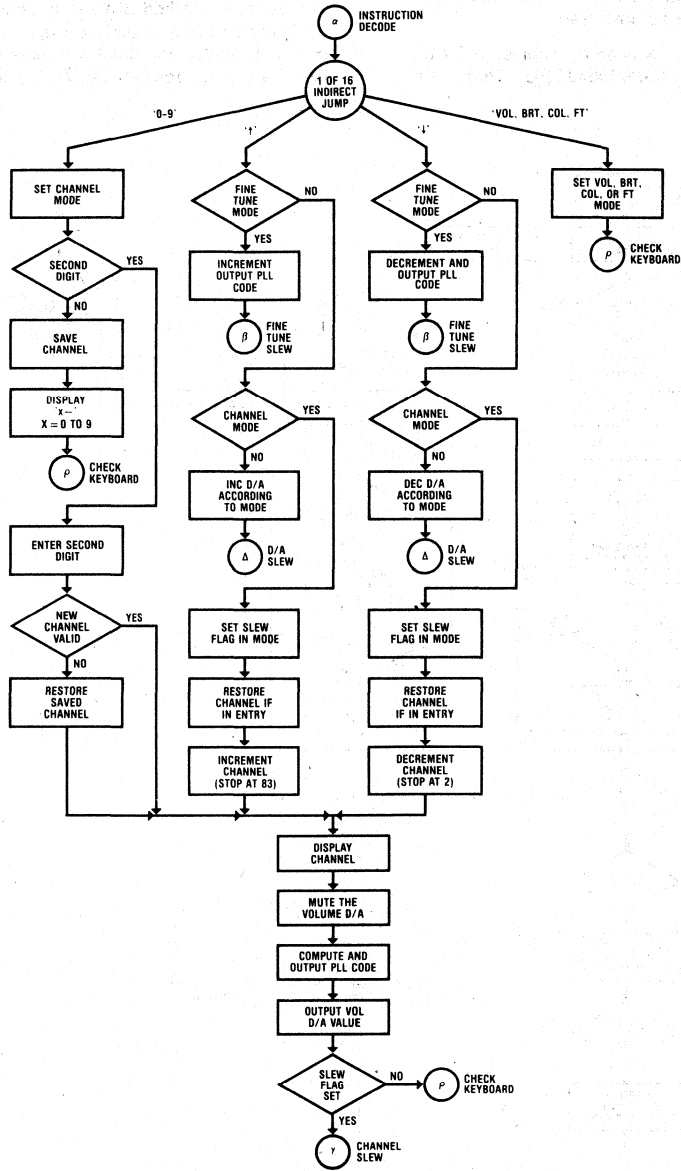 α
INSTRUCTION
DECODE
1 OF 16
INDIRECT
JUMP
'0–9'
'↑'
'↓'
'VOL. BRT. COL. FT'
SET CHANNEL
MODE
SECOND
DIGIT
YES
NO
SAVE
CHANNEL
DISPLAY
'X –'
X = 0 TO 9
ρ
CHECK
KEYBOARD
ENTER SECOND
DIGIT
NEW
CHANNEL
VALID
YES
NO
RESTORE
SAVED
CHANNEL
FINE
TUNE
MODE
NO
YES
INCREMENT
OUTPUT PLL
CODE
β
FINE
TUNE
SLEW
CHANNEL
MODE
YES
NO
INC D/A
ACCORDING
TO MODE
Δ
D/A
SLEW
SET SLEW
FLAG IN MODE
RESTORE
CHANNEL IF
IN ENTRY
INCREMENT
CHANNEL
(STOP AT 83)
FINE
TUNE
MODE
NO
YES
DECREMENT AND
OUTPUT PLL
CODE
β
FINE
TUNE
SLEW
CHANNEL
MODE
YES
NO
DEC D/A
ACCORDING
TO MODE
Δ
D/A
SLEW
SET SLEW
FLAG IN MODE
RESTORE
CHANNEL
IF IN ENTRY
DECREMENT
CHANNEL
(STOP AT 2)
SET VOL, BRT,
COL, OR FT
MODE
ρ
CHECK
KEYBOARD
DISPLAY
CHANNEL
MUTE THE
VOLUME D/A
COMPUTE AND
OUTPUT PLL CODE
OUTPUT VOL
D/A VALUE
SLEW
FLAG
SET
NO
ρ
CHECK
KEYBOARD
YES
γ
CHANNEL
SLEW